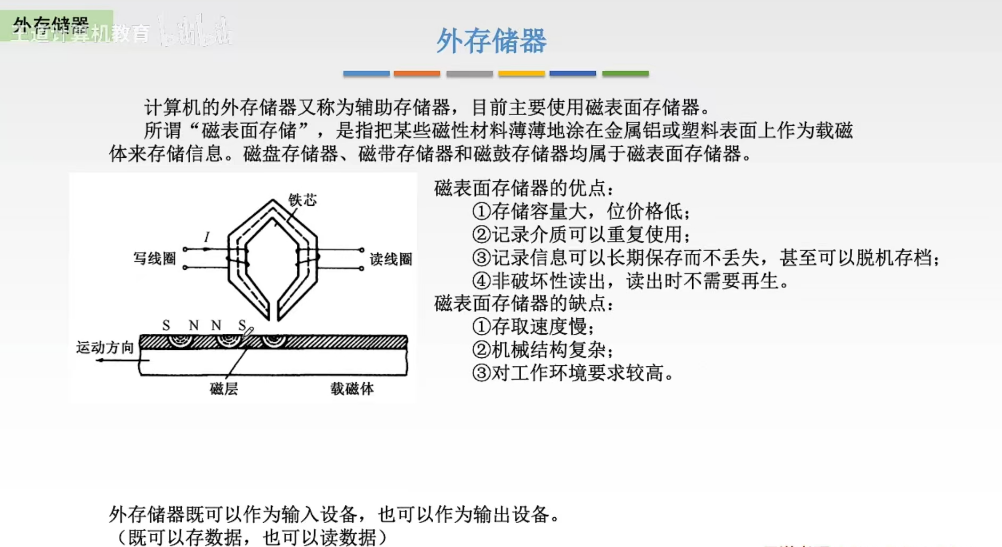 外存储器
王道计算机教育
外存储器
计算机的外存储器又称为辅助存储器，目前主要使用磁表面存储器。
所谓“磁表面存储”，是指把某些磁性材料薄薄地涂在金属铝或塑料表面上作为载磁
体来存储信息。磁盘存储器、磁带存储器和磁鼓存储器均属于磁表面存储器。
铁芯
I
写线圈
读线圈
S N N S
运动方向
磁层
载磁体
磁表面存储器的优点：
①存储容量大，位价格低；
②记录介质可以重复使用；
③记录信息可以长期保存而不丢失，甚至可以脱机存档；
④非破坏性读出，读出时不需要再生。
磁表面存储器的缺点：
①存取速度慢；
②机械结构复杂；
③对工作环境要求较高。
外存储器既可以作为输入设备，也可以作为输出设备。
（既可以存数据，也可以读数据）